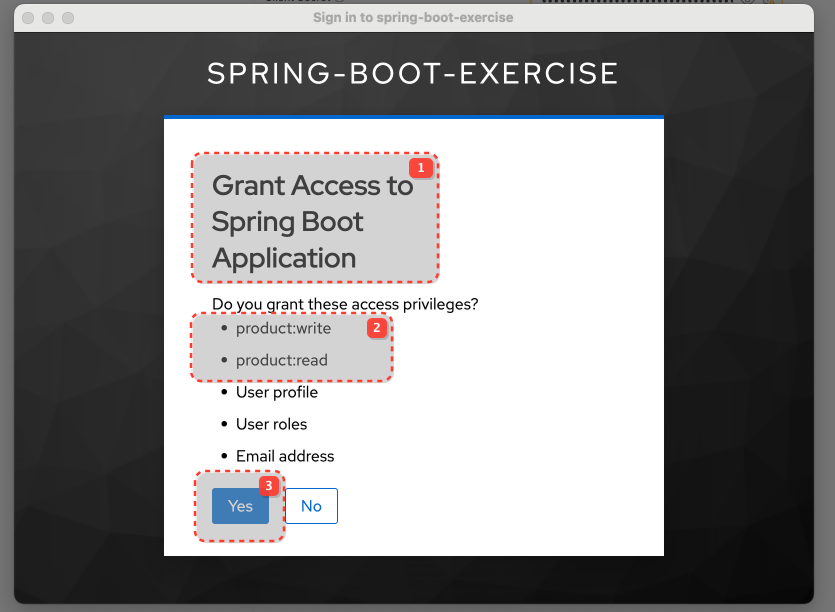 Sign in to spring-boot-exercise
SPRING-BOOT-EXERCISE
1
Grant Access to
Spring Boot
Application
Do you grant these access privileges?
• product:write 2
• product:read
• User profile
• User roles
• Email address
3
Yes No